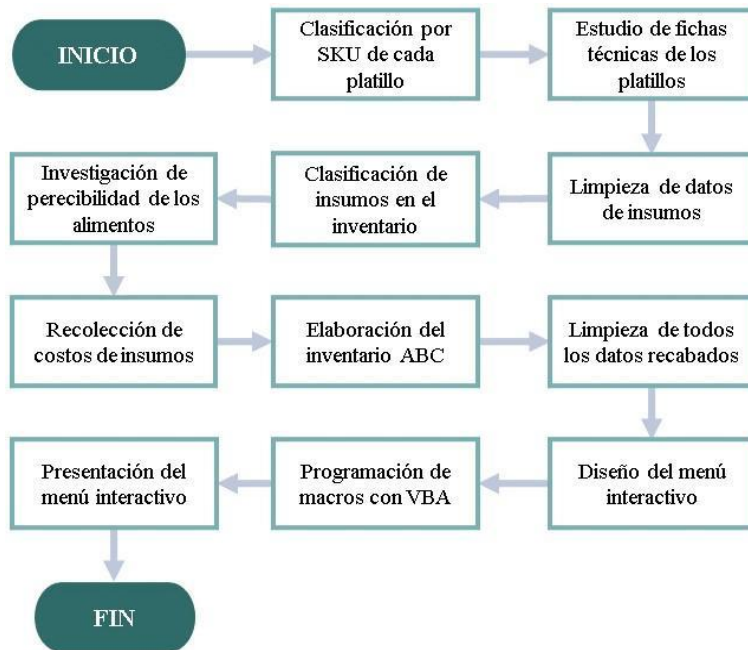 INICIO
Clasificación por
SKU de cada
platillo
Estudio de fichas
técnicas de los
platillos
Limpieza de datos
de insumos
Clasificación de
insumos en el
inventario
Investigación de
perecibilidad de los
alimentos
Recolección de
costos de insumos
Elaboración del
inventario ABC
Limpieza de todos
los datos recabados
Diseño del menú
interactivo
Programación de
macros con VBA
Presentación del
menú interactivo
FIN